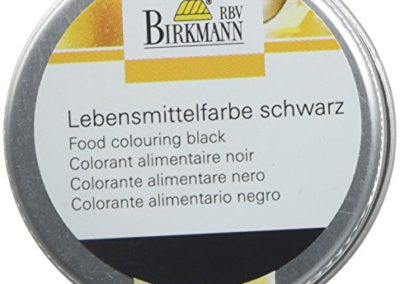 ®
RBV
BIRKMANN
Lebensmittelfarbe schwarz
Food colouring black
Colorant alimentaire noir
Colorante alimentare nero
Colorante alimentario negro